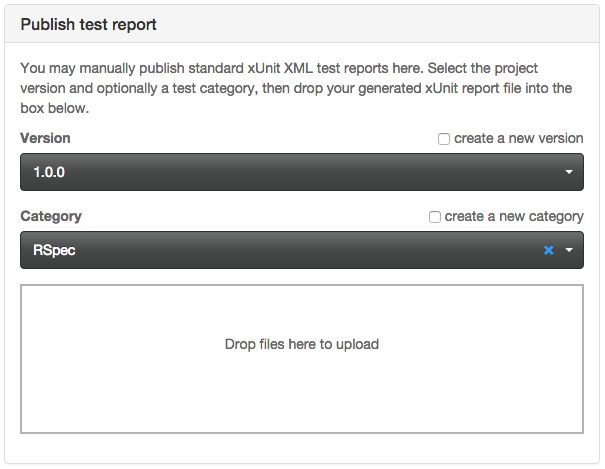 Publish test report
You may manually publish standard xUnit XML test reports here. Select the project
version and optionally a test category, then drop your generated xUnit report file into the
box below.
Version
create a new version
1.0.0
Category
create a new category
RSpec
Drop files here to upload